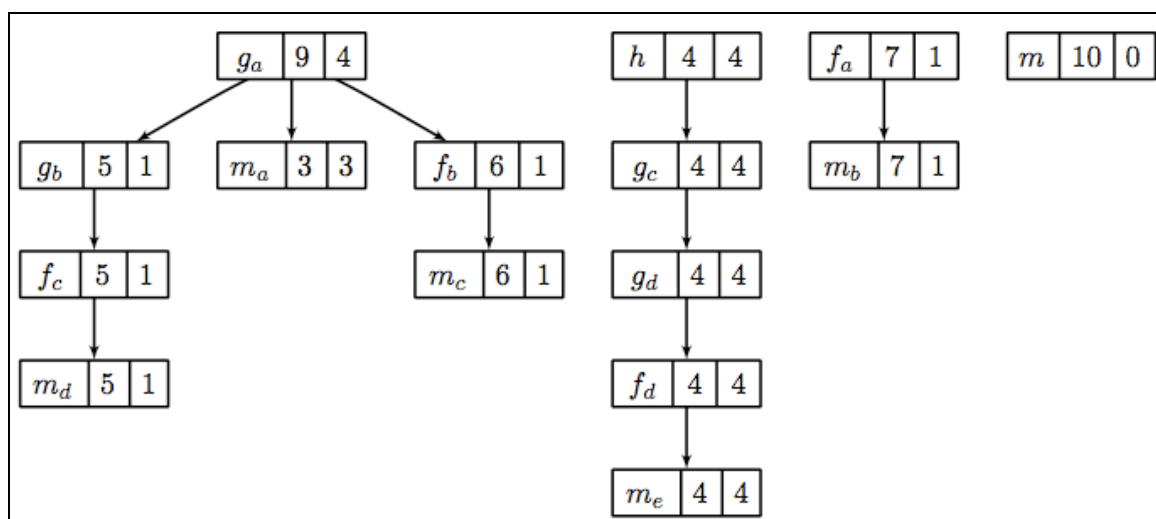 g_a 9 4 h 4 4 f_a 7 1 m 10 0
g_b 5 1 m_a 3 3 f_b 6 1 g_c 4 4 m_b 7 1
f_c 5 1 m_c 6 1 g_d 4 4
m_d 5 1 f_d 4 4
m_e 4 4